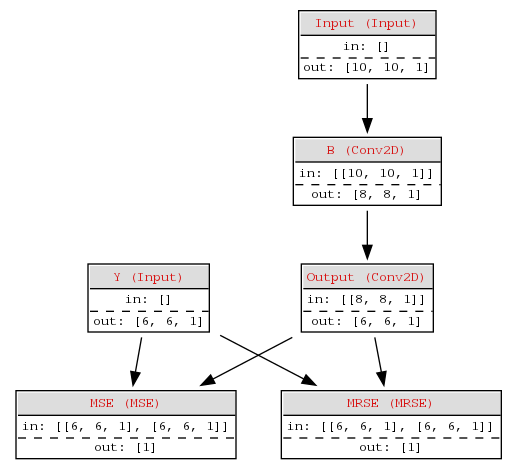 Input (Input)
in: []
out: [10, 10, 1]
B (Conv2D)
in: [[10, 10, 1]]
out: [8, 8, 1]
Y (Input)
in: []
out: [6, 6, 1]
Output (Conv2D)
in: [[8, 8, 1]]
out: [6, 6, 1]
MSE (MSE)
in: [[6, 6, 1], [6, 6, 1]]
out: [1]
MRSE (MRSE)
in: [[6, 6, 1], [6, 6, 1]]
out: [1]